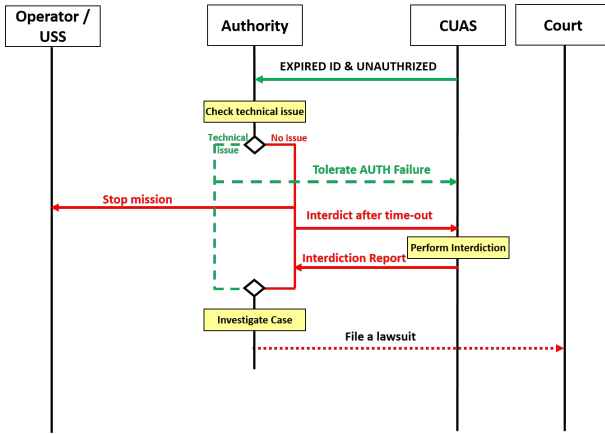 Operator /
USS
Authority
CUAS
Court
EXPIRED ID & UNAUTHRIZED
Check technical issue
Technical
issue
No issue
Tolerate AUTH Failure
Stop mission
Interdict after time-out
Perform Interdiction
Interdiction Report
Investigate Case
File a lawsuit